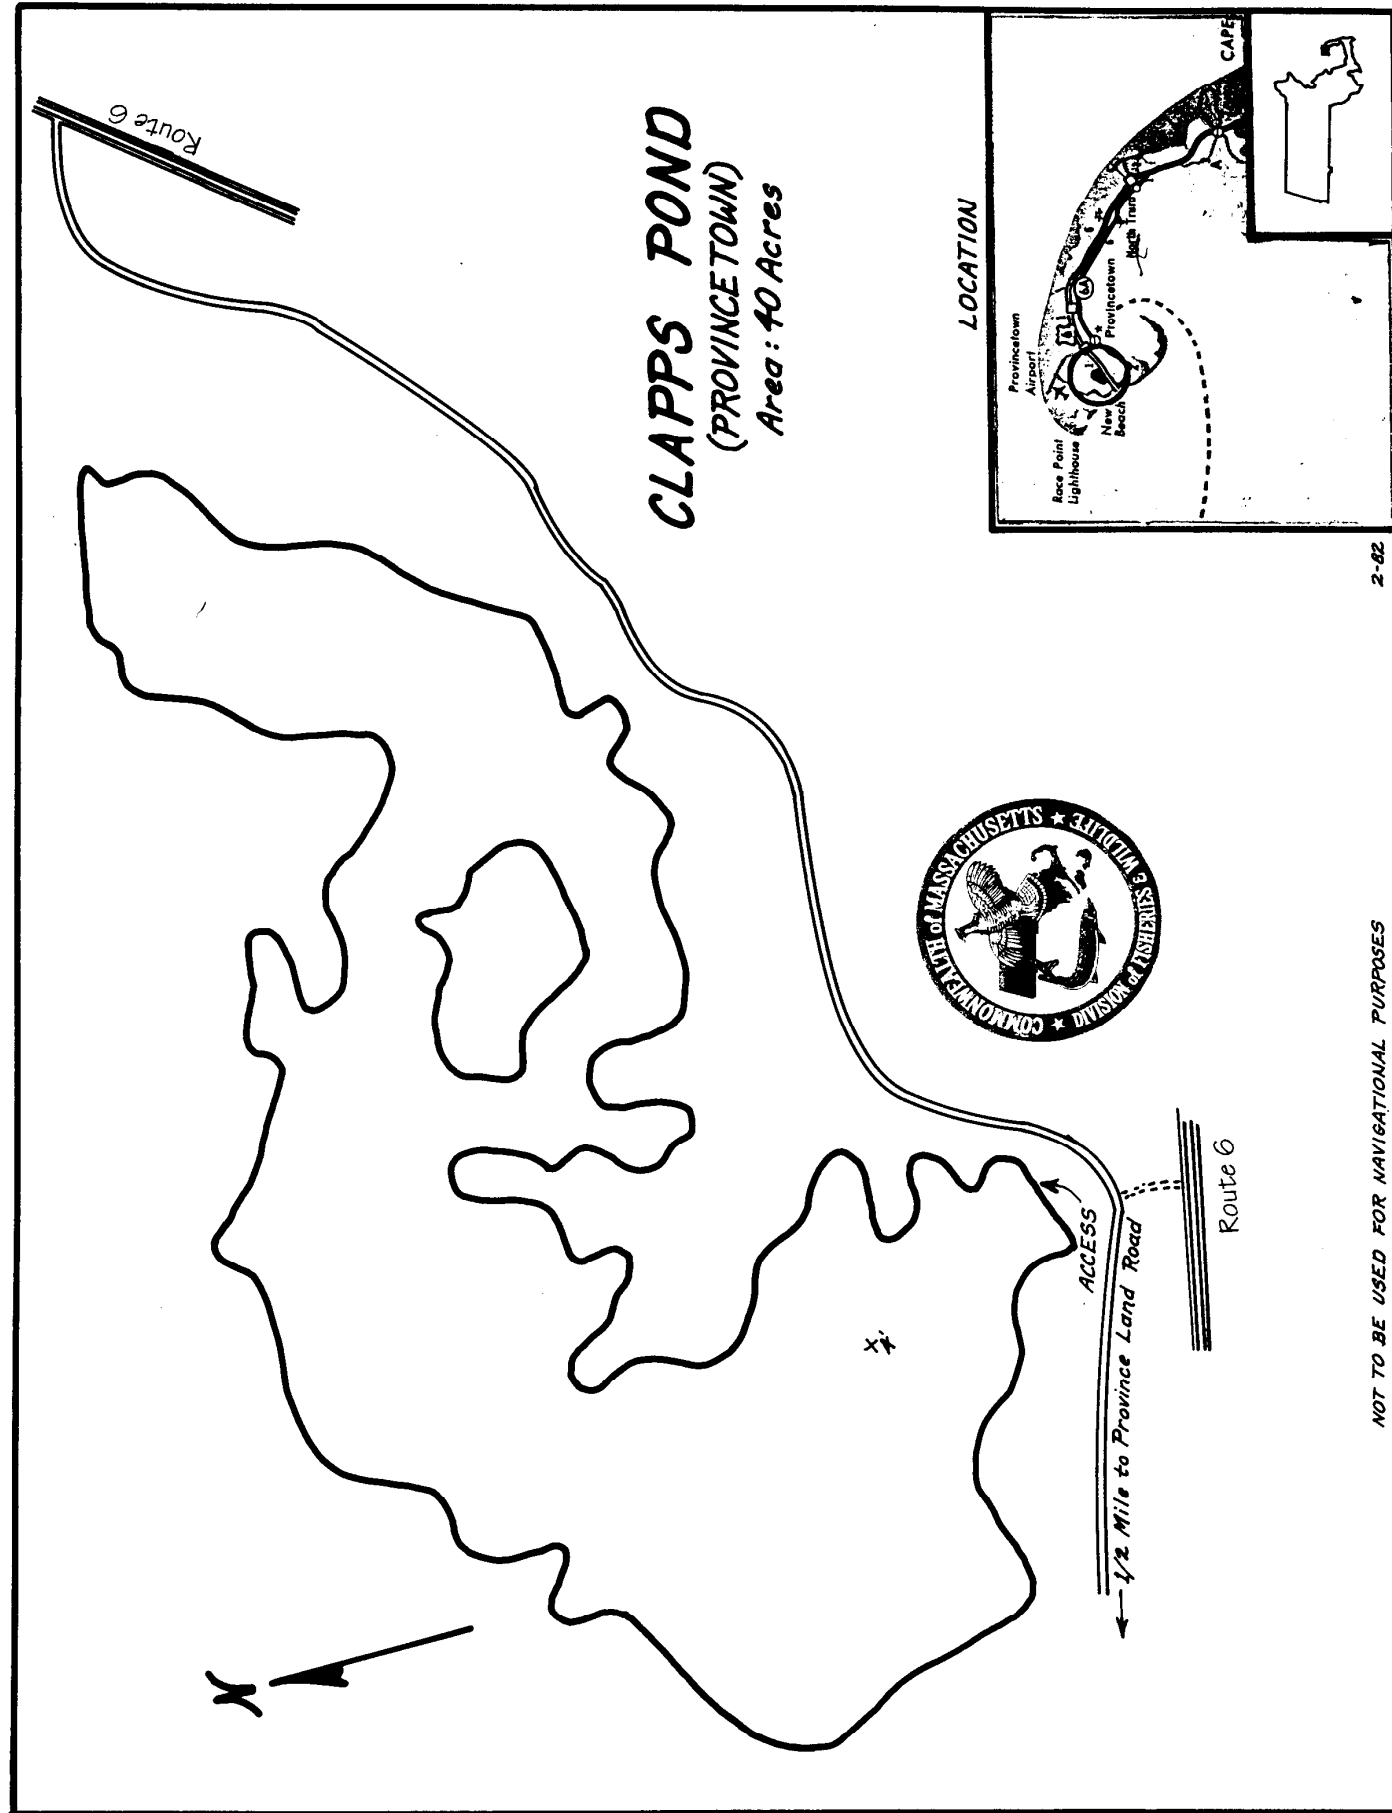 CLAPPS POND
(PROVINCETOWN)
Area: 40 Acres
Route 6
N
ACCESS
1/2 Mile to Province Land Road
Route 6
COMMONWEALTH of MASSACHUSETTS ★
DIVISION of FISHERIES & WILDLIFE ★
LOCATION
Race Point
Lighthouse
Provincetown
Airport
New
Beach
Provincetown
6A
6
North Truro
CAPE
NOT TO BE USED FOR NAVIGATIONAL PURPOSES
2-82